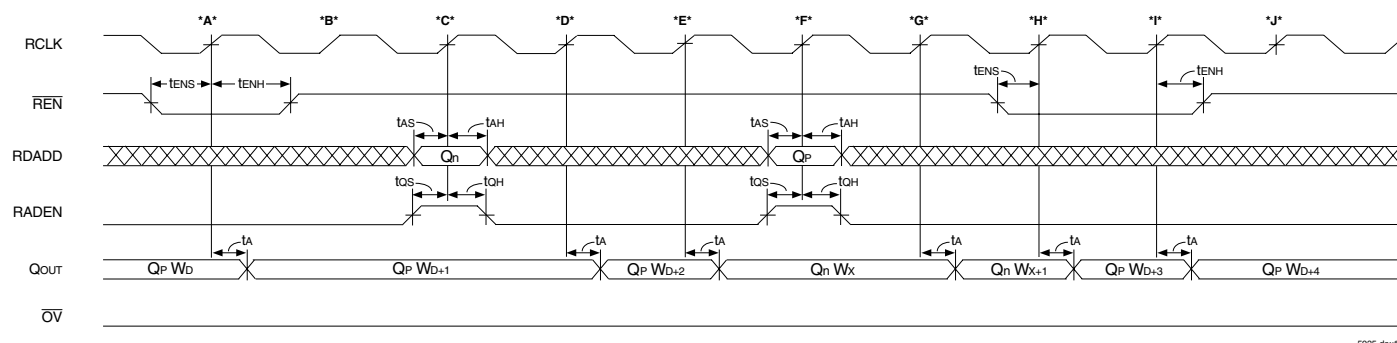 *A* *B* *C* *D* *E* *F* *G* *H* *I* *J*
RCLK
tENS tENH tENS tENH
REN
tAS tAH tAS tAH
RDADD Qn QP
tQS tQH tQS tQH
RADEN
tA tA tA tA tA tA
QOUT QP WD QP WD+1 QP WD+2 Qn WX Qn WX+1 QP WD+3 QP WD+4
OV